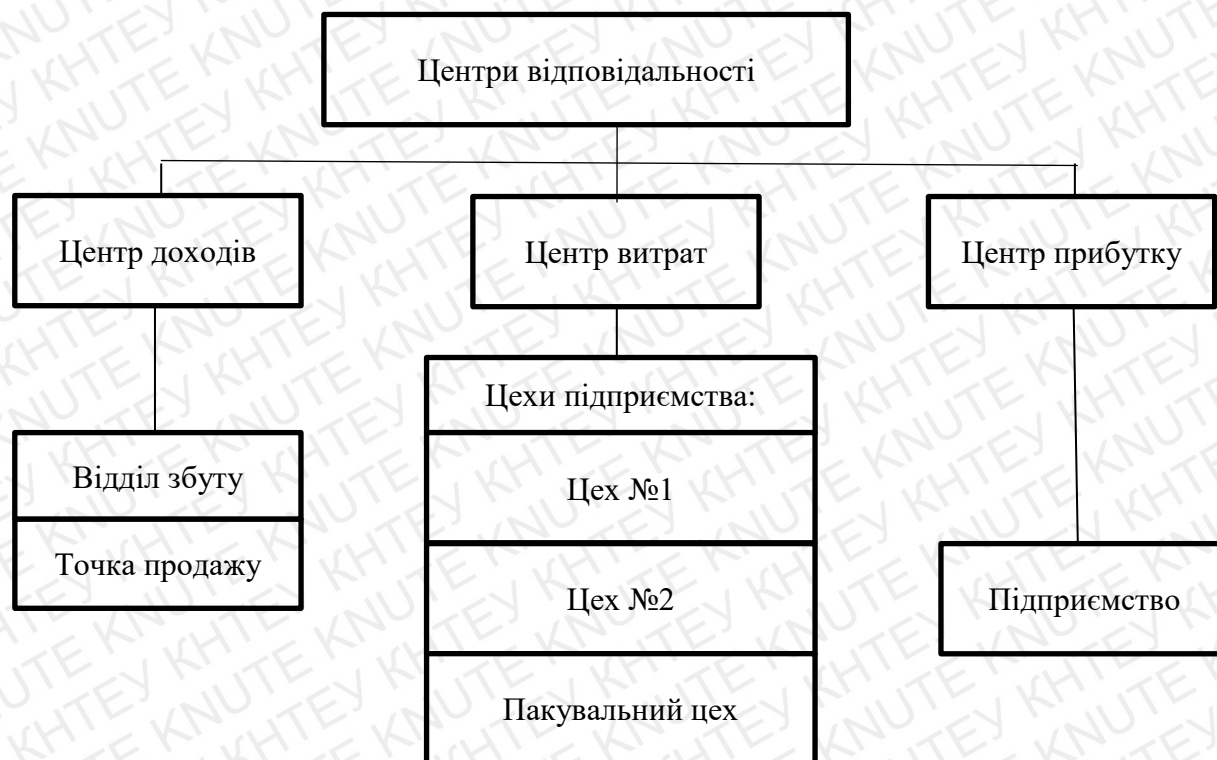 Центри відповідальності
Центр доходів
Центр витрат
Центр прибутку
Цехи підприємства:
Відділ збуту
Цех №1
Точка продажу
Цех №2
Підприємство
Пакувальний цех